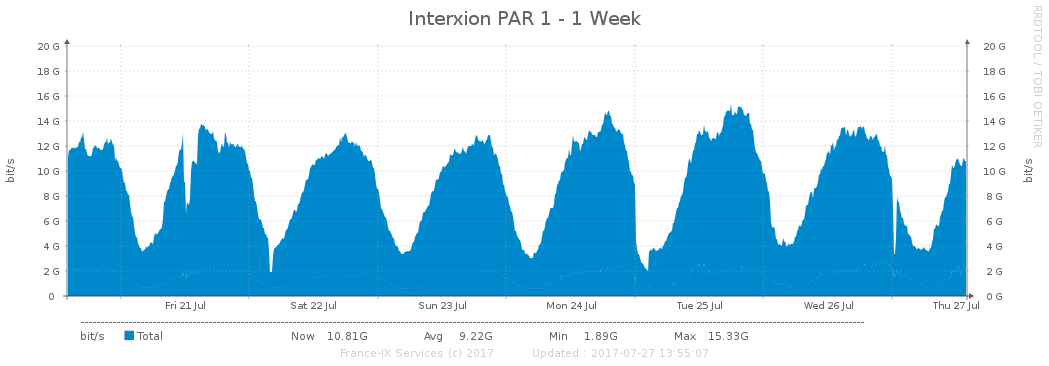 Interxion PAR 1 - 1 Week
RRDTOOL / TOBI OETIKER
20 G 20 G
18 G 18 G
16 G 16 G
14 G 14 G
12 G 12 G
10 G 10 G
8 G 8 G
6 G 6 G
4 G 4 G
2 G 2 G
0 0 G
bit/s bit/s
Fri 21 Jul Sat 22 Jul Sun 23 Jul Mon 24 Jul Tue 25 Jul Wed 26 Jul Thu 27 Jul
bit/s Total Now 10.81G Avg 9.22G Min 1.89G Max 15.33G
France-IX Services (c) 2017 Updated : 2017-07-27 13:55:07